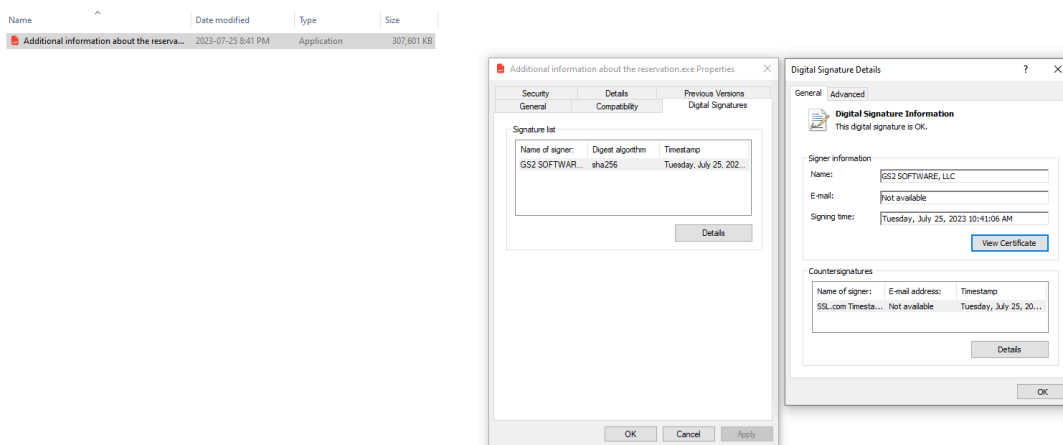 Name Date modified Type Size
Additional information about the reserva... 2023-07-25 8:41 PM Application 307,601 KB
Additional information about the reservation.exe Properties
Security Details Previous Versions
General Compatibility Digital Signatures
Signature list
Name of signer: Digest algorithm Timestamp
GS2 SOFTWAR... sha256 Tuesday, July 25, 202...
Details
OK Cancel Apply
Digital Signature Details ?
General Advanced
Digital Signature Information
This digital signature is OK.
Signer information
Name: GS2 SOFTWARE, LLC
E-mail: Not available
Signing time: Tuesday, July 25, 2023 10:41:06 AM
View Certificate
Countersignatures
Name of signer: E-mail address: Timestamp
SSL.com Timesta... Not available Tuesday, July 25, 20...
Details
OK